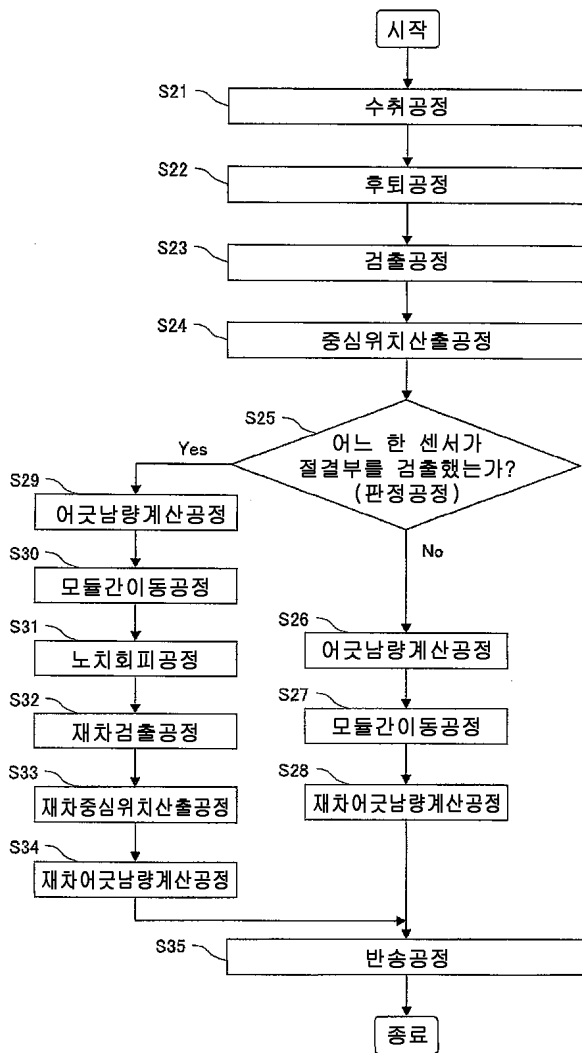 시작
S21
수취공정
S22
후퇴공정
S23
검출공정
S24
중심위치산출공정
S25
어느 한 센서가
절결부를 검출했는가?
(판정공정)
Yes
No
S29
어긋남량계산공정
S30
모듈간이동공정
S31
노치회피공정
S32
재차검출공정
S33
재차중심위치산출공정
S34
재차어긋남량계산공정
S26
어긋남량계산공정
S27
모듈간이동공정
S28
재차어긋남량계산공정
S35
반송공정
종료